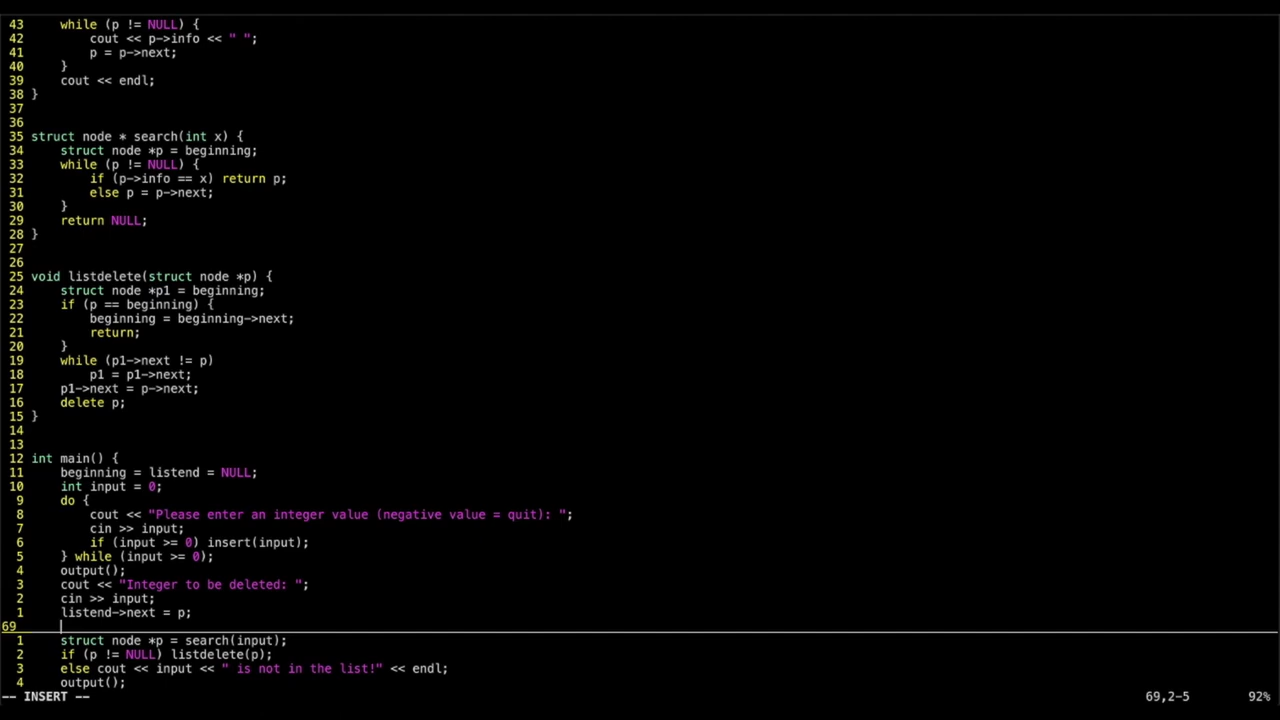 43     while (p != NULL) {
42         cout << p->info << " ";
41         p = p->next;
40     }
39     cout << endl;
38 }
37
36
35 struct node * search(int x) {
34     struct node *p = beginning;
33     while (p != NULL) {
32         if (p->info == x) return p;
31         else p = p->next;
30     }
29     return NULL;
28 }
27
26
25 void listdelete(struct node *p) {
24     struct node *p1 = beginning;
23     if (p == beginning) {
22         beginning = beginning->next;
21         return;
20     }
19     while (p1->next != p)
18         p1 = p1->next;
17     p1->next = p->next;
16     delete p;
15 }
14
13
12 int main() {
11     beginning = listend = NULL;
10     int input = 0;
9     do {
8         cout << "Please enter an integer value (negative value = quit): ";
7         cin >> input;
6         if (input >= 0) insert(input);
5     } while (input >= 0);
4     output();
3     cout << "Integer to be deleted: ";
2     cin >> input;
1     listend->next = p;
69
1     struct node *p = search(input);
2     if (p != NULL) listdelete(p);
3     else cout << input << " is not in the list!" << endl;
4     output();
-- INSERT -- 69,2-5 92%